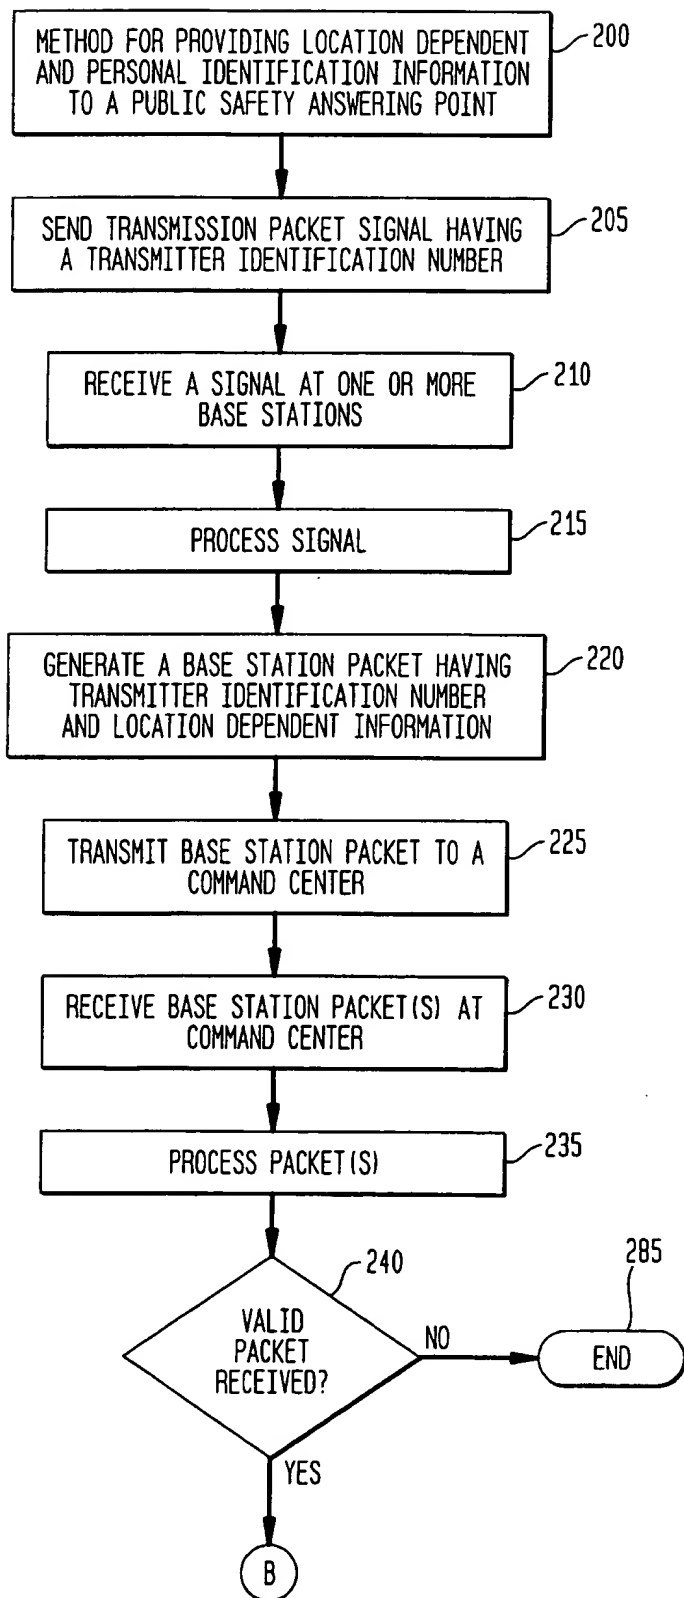 METHOD FOR PROVIDING LOCATION DEPENDENT
AND PERSONAL IDENTIFICATION INFORMATION
TO A PUBLIC SAFETY ANSWERING POINT
200
SEND TRANSMISSION PACKET SIGNAL HAVING
A TRANSMITTER IDENTIFICATION NUMBER
205
RECEIVE A SIGNAL AT ONE OR MORE
BASE STATIONS
210
PROCESS SIGNAL
215
GENERATE A BASE STATION PACKET HAVING
TRANSMITTER IDENTIFICATION NUMBER
AND LOCATION DEPENDENT INFORMATION
220
TRANSMIT BASE STATION PACKET TO A
COMMAND CENTER
225
RECEIVE BASE STATION PACKET(S) AT
COMMAND CENTER
230
PROCESS PACKET(S)
235
VALID
PACKET
RECEIVED?
240
NO
END
285
YES
B